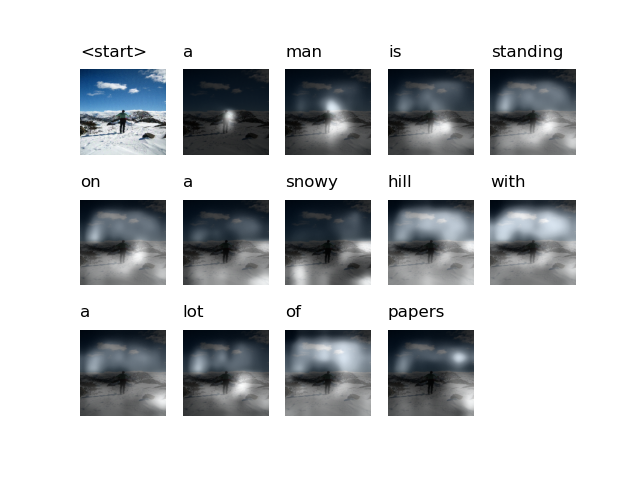 <start> a man is standing
on a snowy hill with
a lot of papers